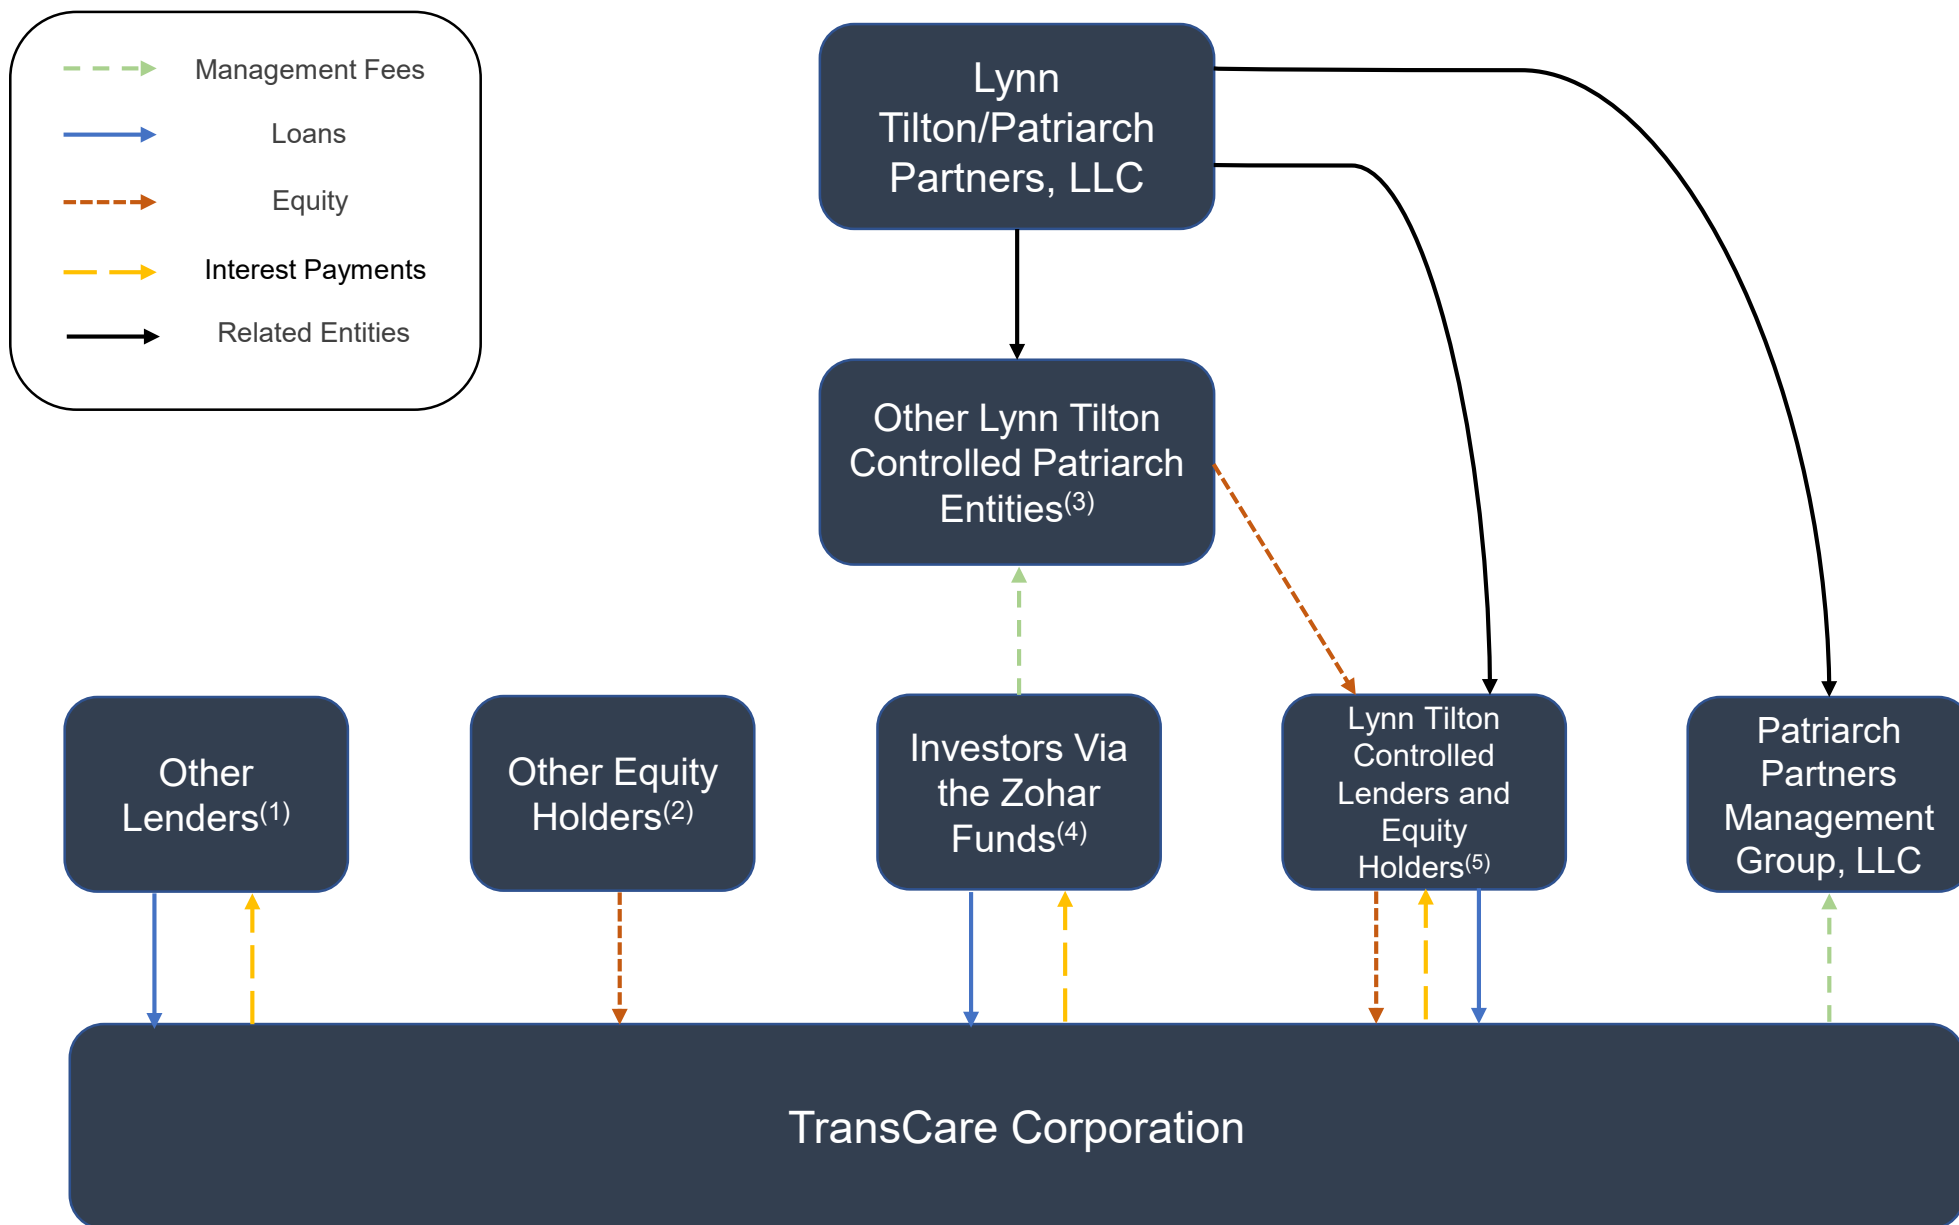 Management Fees
Loans
Equity
Interest Payments
Related Entities
Lynn
Tilton/Patriarch
Partners, LLC
Other Lynn Tilton
Controlled Patriarch
Entities(3)
Other
Lenders(1)
Other Equity
Holders(2)
Investors Via
the Zohar
Funds(4)
Lynn Tilton
Controlled
Lenders and
Equity
Holders(5)
Patriarch
Partners
Management
Group, LLC
TransCare Corporation